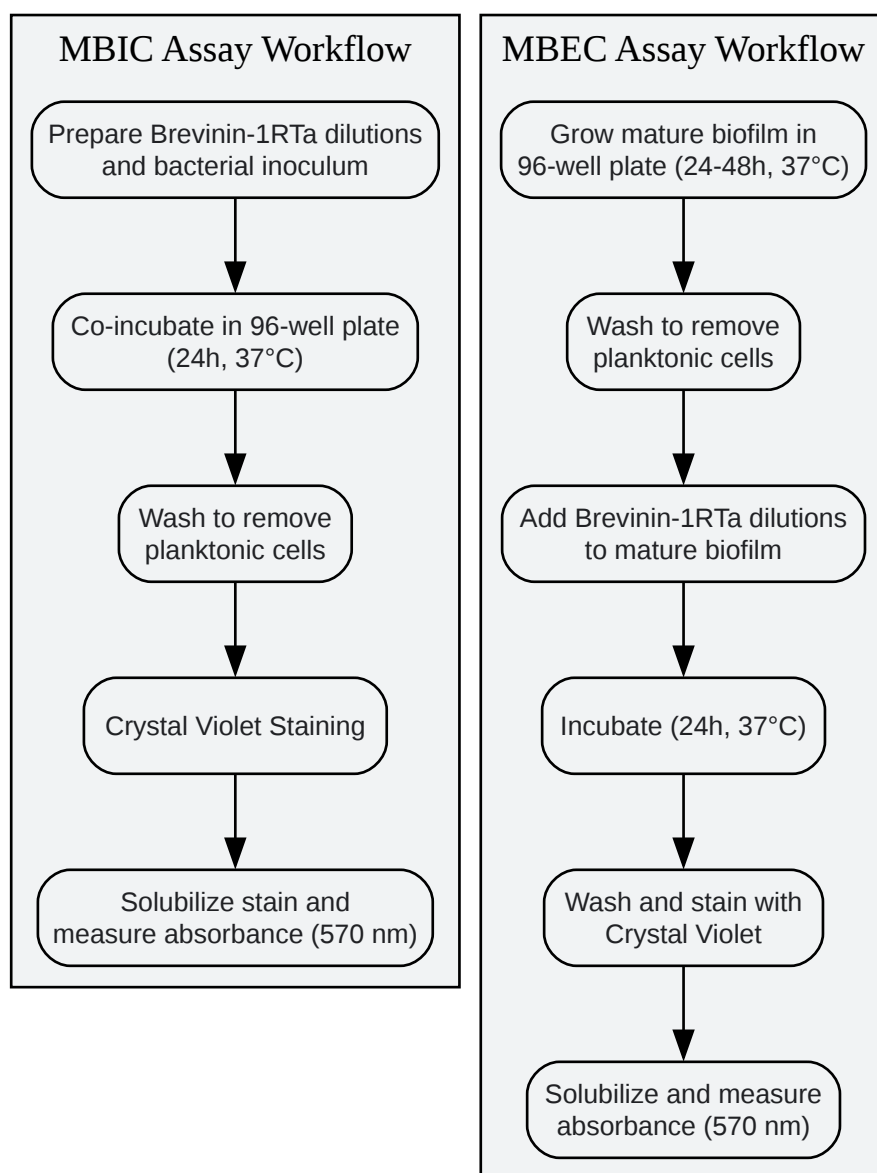 MBIC Assay Workflow
Prepare Brevinin-1RTa dilutions
and bacterial inoculum
Co-incubate in 96-well plate
(24h, 37°C)
Wash to remove
planktonic cells
Crystal Violet Staining
Solubilize stain and
measure absorbance (570 nm)
MBEC Assay Workflow
Grow mature biofilm in
96-well plate (24-48h, 37°C)
Wash to remove
planktonic cells
Add Brevinin-1RTa dilutions
to mature biofilm
Incubate (24h, 37°C)
Wash and stain with
Crystal Violet
Solubilize and measure
absorbance (570 nm)